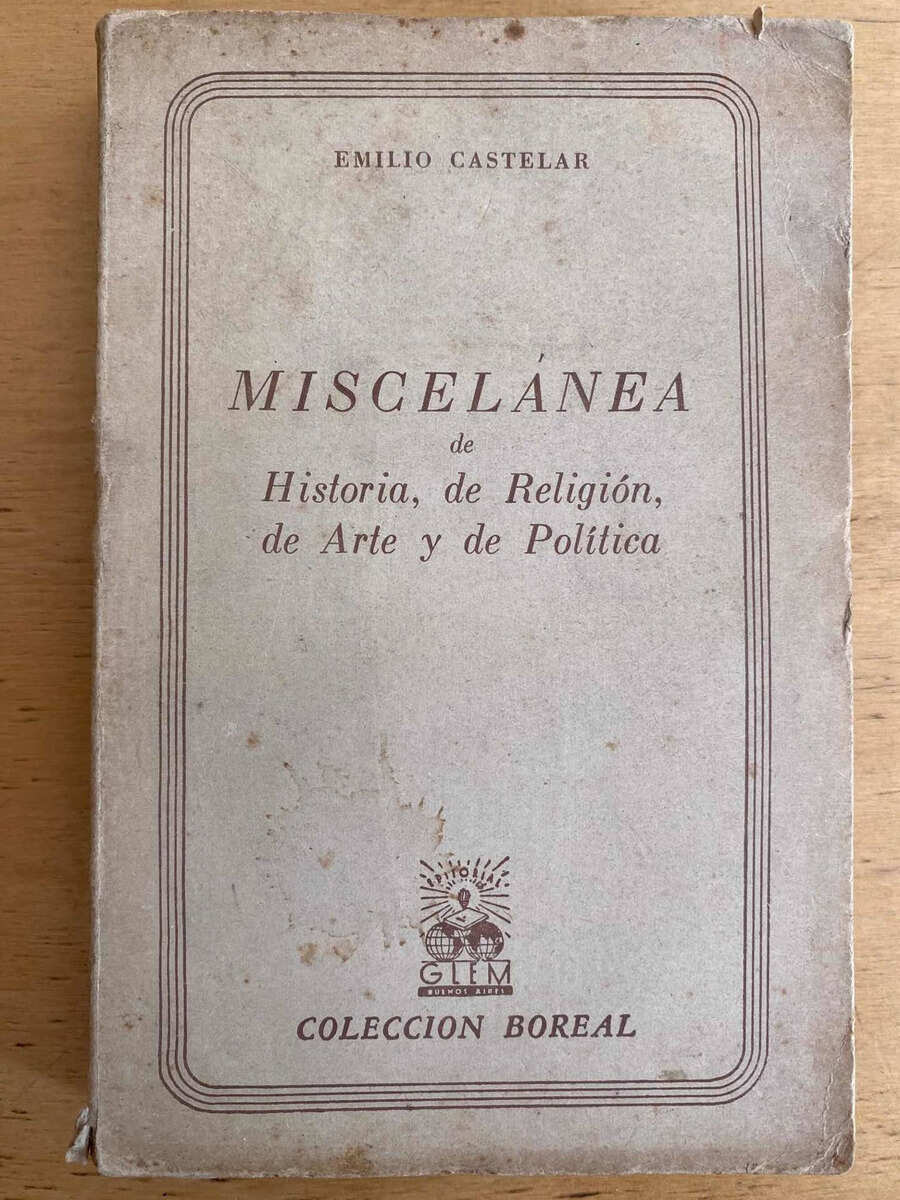 EMILIO CASTELAR
MISCELÁNEA
de
Historia, de Religión,
de Arte y de Política
EDITORIAL
GLEM
BUENOS AIRES
COLECCION BOREAL